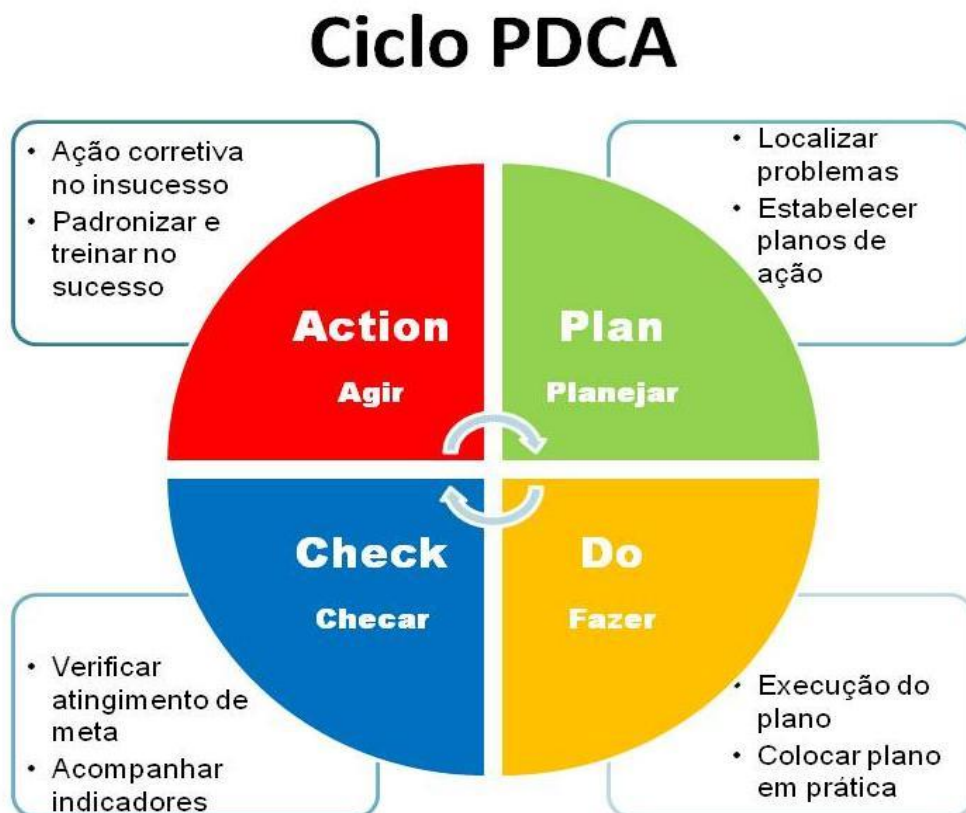 Ciclo PDCA
• Ação corretiva
no insucesso
• Padronizar e
treinar no
sucesso
• Localizar
problemas
• Estabelecer
planos de
ação
Action
Agir
Plan
Planejar
Check
Checar
Do
Fazer
• Verificar
atingimento de
meta
• Acompanhar
indicadores
• Execução do
plano
• Colocar plano
em prática